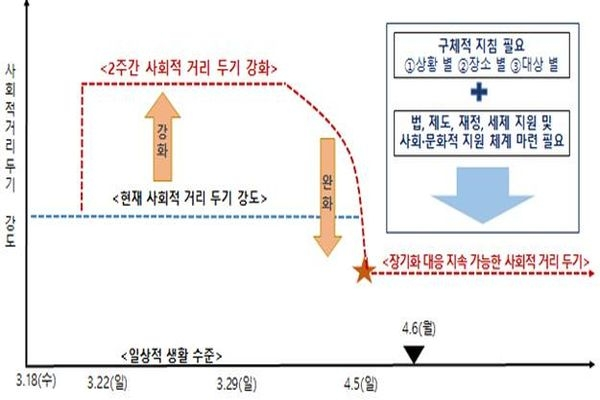 구체적 지침 필요
①상황 별 ②장소 별 ③대상 별
<2주간 사회적 거리 두기 강화>
법, 제도, 재정, 세제 지원 및
사회·문화적 지원 체계 마련 필요
사회적거리두기 강도
강화
완화
<현재 사회적 거리 두기 강도>
<장기화 대응 지속 가능한 사회적 거리 두기>
4.6(월)
<일상적 생활 수준>
3.18(수)
3.22(일)
3.29(일)
4.5(일)